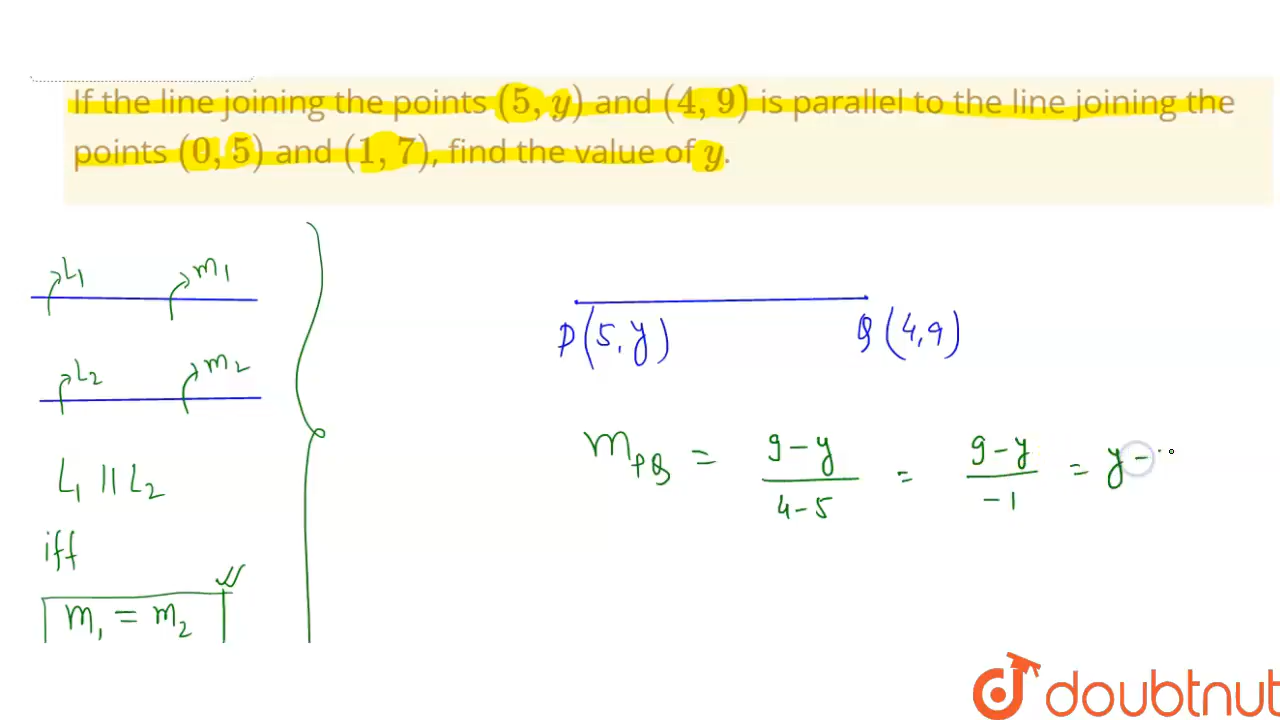 If the line joining the points (5, y) and (4, 9) is parallel to the line joining the
points (0, 5) and (1, 7), find the value of y.
L₁ m₁
L₂ m₂
L₁ || L₂
iff
m₁ = m₂
P(5, y) Q(4, 9)
m_PQ = (9-y)/(4-5) = (9-y)/(-1) = y -
doubtnut